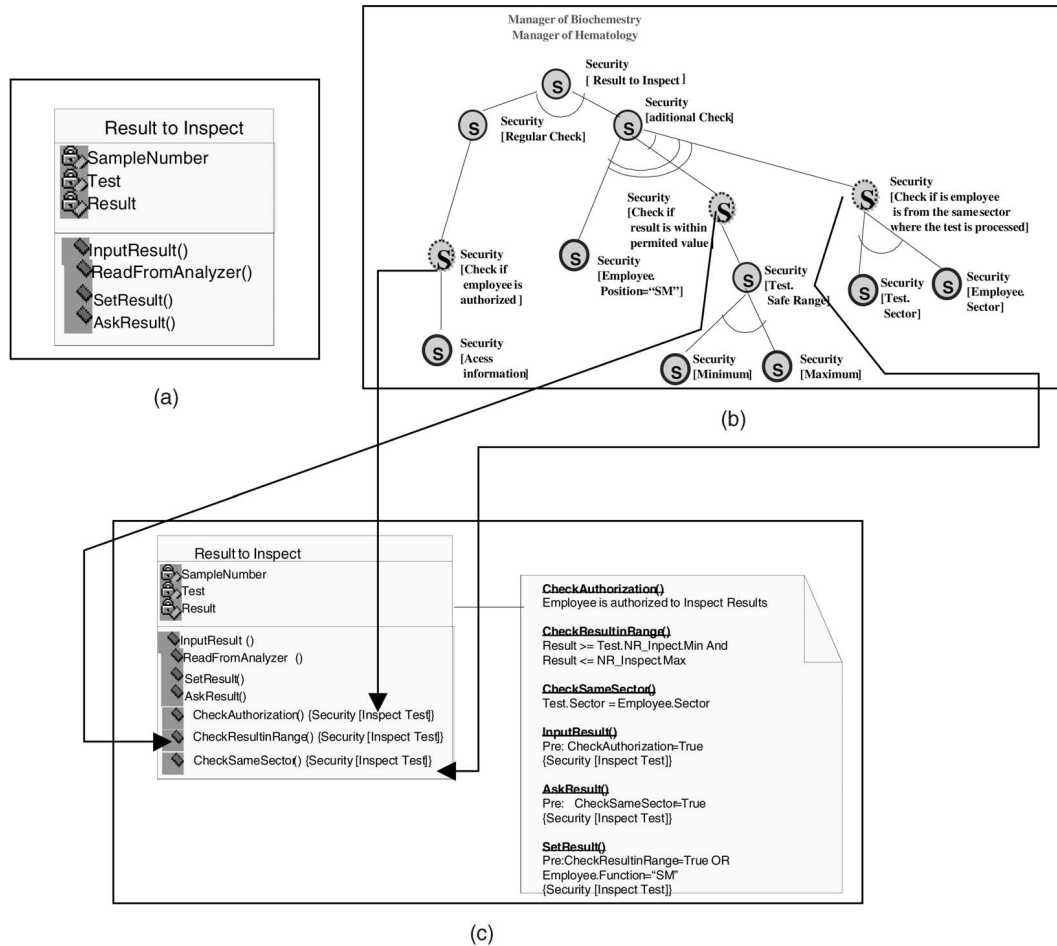 Result to Inspect
SampleNumber
Test
Result
InputResult()
ReadFromAnalyzer()
SetResult()
AskResult()
(a)
Manager of Biochemestry
Manager of Hematology
Security
[ Result to Inspect ]
S
Security
[Regular Check]
S
Security
[aditional Check]
S
Security
[Check if
employee is
authorized ]
S
Security
[Acess
information]
S
Security
[Employee.
Position="SM"]
S
Security
[Check if
result is within
permited value ]
S
Security
[Test.
Safe Range]
S
Security
[Minimum]
S
Security
[Maximum]
S
Security
[Check if is employee
is from the same sector
where the test is processed]
S
Security
[Test.
Sector]
S
Security
[Employee.
Sector]
S
(b)
Result to Inspect
SampleNumber
Test
Result
InputResult ()
ReadFromAnalyzer ()
SetResult()
AskResult()
CheckAuthorization() {Security [Inspect Test]}
CheckResultinRange() {Security [Inspect Test]}
CheckSameSector() {Security [Inspect Test]}
CheckAuthorization()
Employee is authorized to Inspect Results
CheckResultinRange()
Result >= Test.NR_Inpect.Min And
Result <= NR_Inspect.Max
CheckSameSector()
Test.Sector = Employee.Sector
InputResult()
Pre: CheckAuthorization=True
{Security [Inspect Test]}
AskResult()
Pre: CheckSameSector=True
{Security [Inspect Test]}
SetResult()
Pre:CheckResultinRange=True OR
Employee.Function="SM"
{Security [Inspect Test]}
(c)